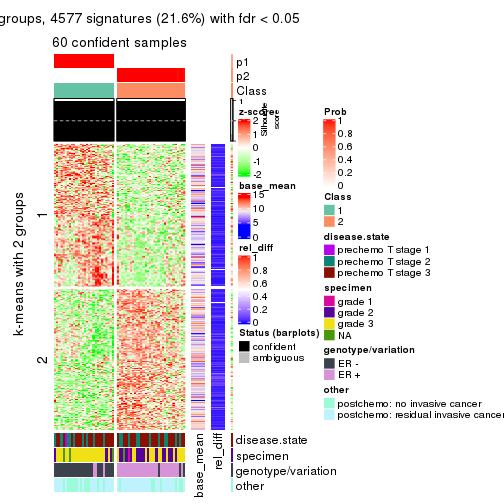 groups, 4577 signatures (21.6%) with fdr < 0.05
60 confident samples
p1
p2
Class
1
Silhouette
score
z-score
2
1
0
-1
-2
base_mean
15
10
5
0
rel_diff
1
0.8
0.6
0.4
0.2
0
Status (barplots)
confident
ambiguous
Prob
1
0.8
0.6
0.4
0.2
0
Class
1
2
disease.state
prechemo T stage 1
prechemo T stage 2
prechemo T stage 3
specimen
grade 1
grade 2
grade 3
NA
genotype/variation
ER -
ER +
other
postchemo: no invasive cancer
postchemo: residual invasive cancer
k-means with 2 groups
1
2
disease.state
specimen
genotype/variation
other
base_mean
rel_diff